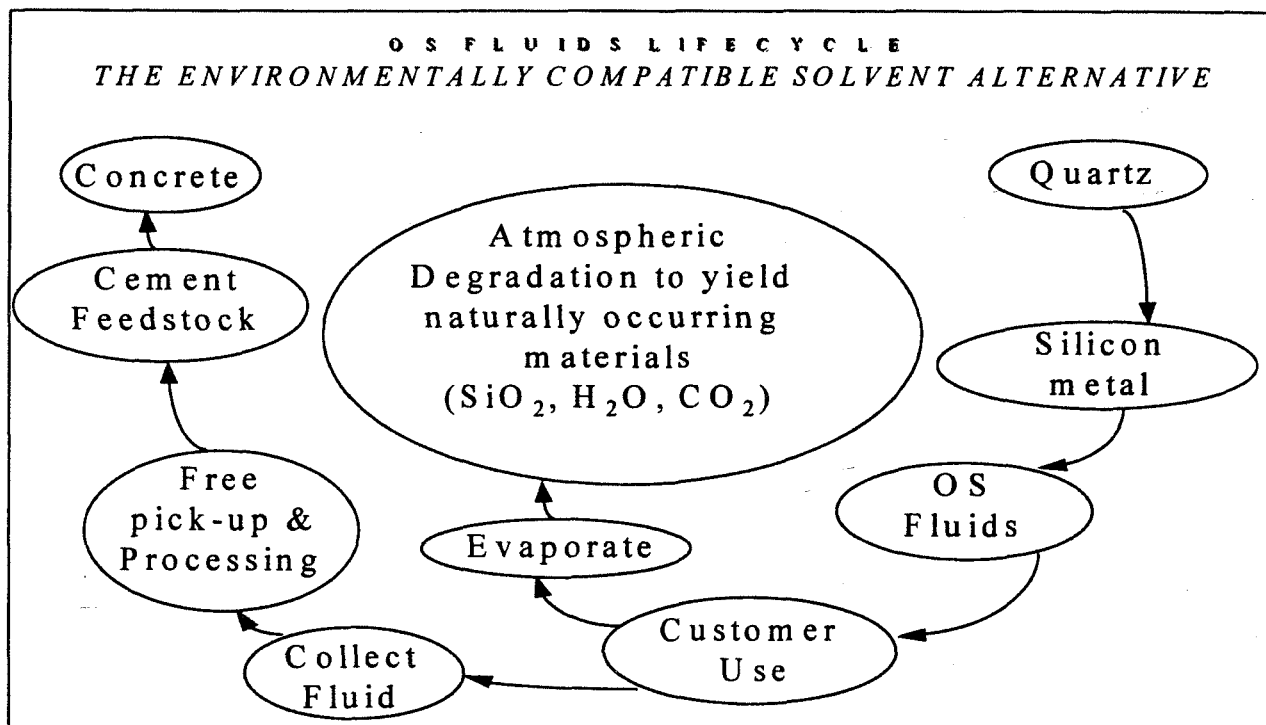 OS FLUIDS LIFECYCLE
THE ENVIRONMENTALLY COMPATIBLE SOLVENT ALTERNATIVE
Concrete
Quartz
Atmospheric
Degradation to yield
naturally occurring
materials
(SiO₂, H₂O, CO₂)
Cement
Feedstock
Silicon
metal
Free
pick-up &
Processing
OS
Fluids
Evaporate
Customer
Use
Collect
Fluid